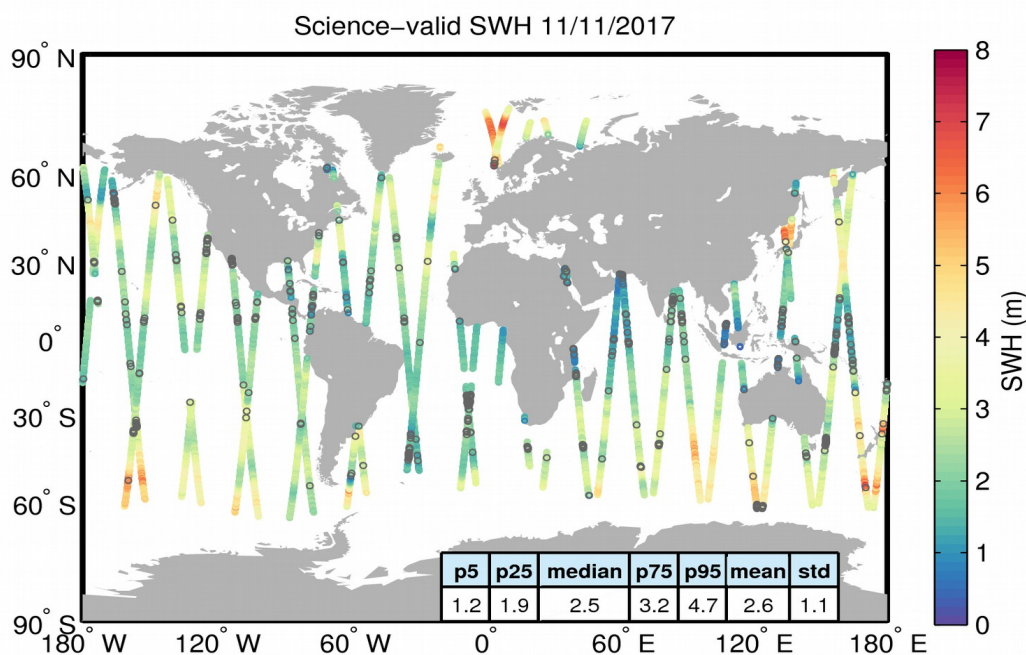 Science−valid SWH 11/11/2017
90° N
60° N
30° N
0°
30° S
60° S
90° S
180° W
120° W
60° W
0°
60° E
120° E
180° E
p5 p25 median p75 p95 mean std
1.2 1.9 2.5 3.2 4.7 2.6 1.1
8
7
6
5
4
3
2
1
0
SWH (m)